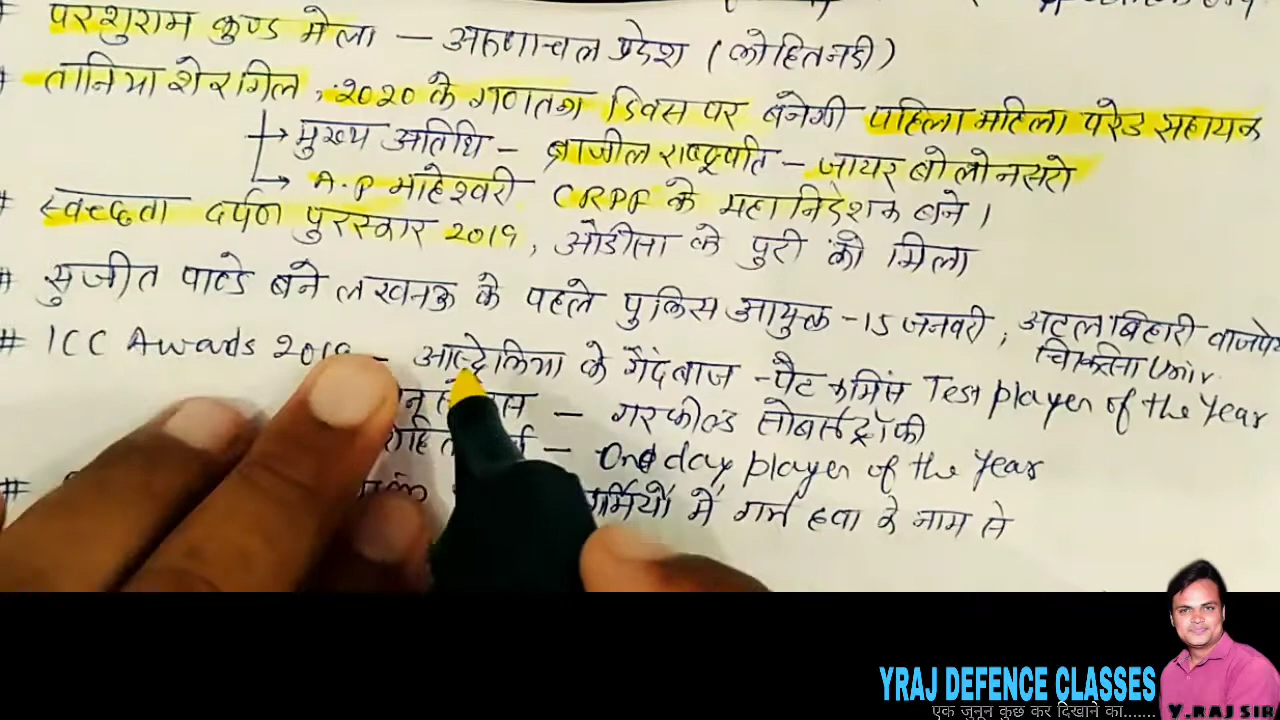 परशुराम कुण्ड मेला – अरुणाचल प्रदेश (लोहित नदी)
# तानिया शेरगिल, 2020 के गणतंत्र दिवस पर बनेगी पहिला महिला परेड सहायक
→ मुख्य अतिथि – ब्राजील राष्ट्रपति – जायर बोलोनसरो
→ A.P माहेश्वरी CRPF के महानिदेशक बने।
# स्वच्छता दर्पण पुरस्कार 2019, ओडीसा के पुरी को मिला
# सुजीत पाण्डे बने लखनऊ के पहले पुलिस आयुक्त – 15 जनवरी, अटल बिहारी वाजपेय
चिकित्सा Univ.
# ICC Awards 2019 – आस्ट्रेलिया के गेंदबाज – पैट कमिंस Test player of the Year
– गरफील्ड सोबर्स ट्रॉफी
– One day player of the Year
# गर्मियों में गर्म हवा के नाम से
YRAJ DEFENCE CLASSES
एक जुनून कुछ कर दिखाने का.......
Y.RAJ SIR